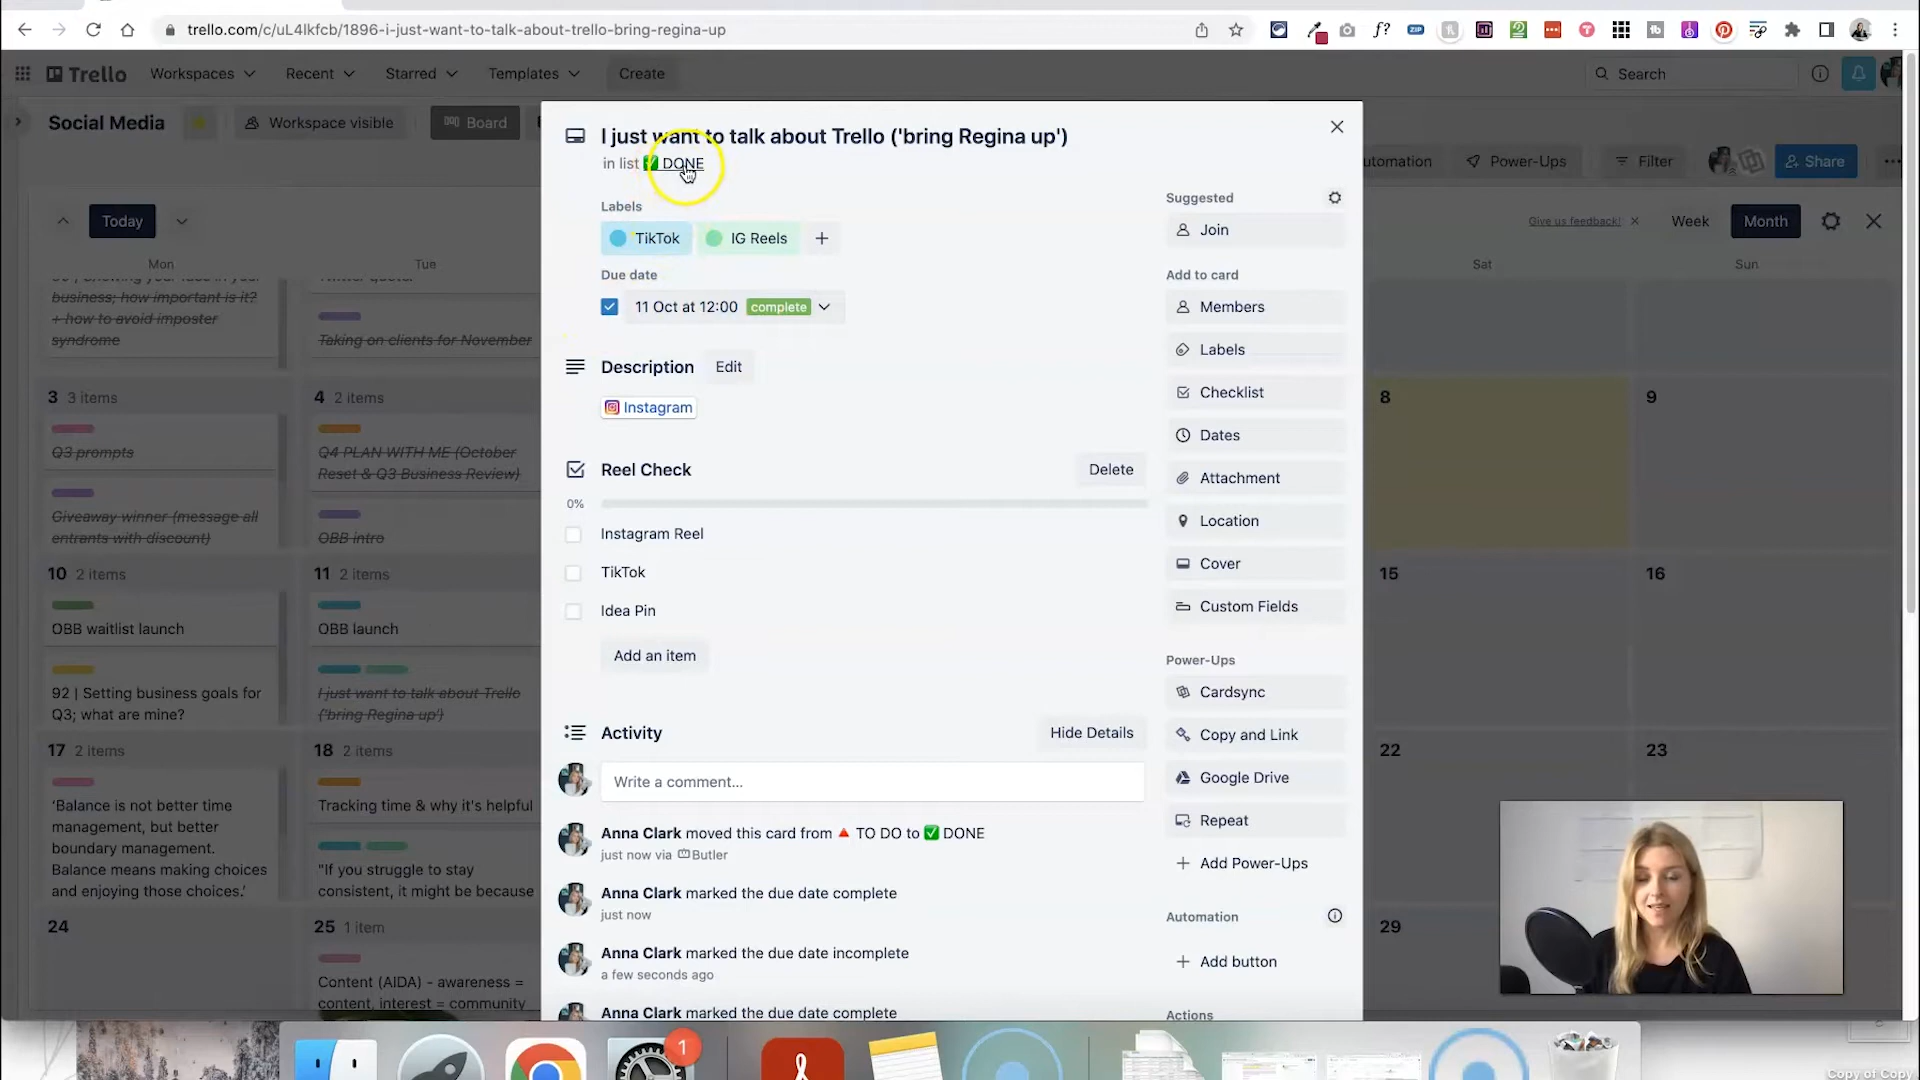 trello.com/c/uL4lkfcb/1896-i-just-want-to-talk-about-trello-bring-regina-up
Trello
Workspaces
Recent
Starred
Templates
Create
Search
Social Media
Workspace visible
Board
utomation
Power-Ups
Filter
Share
Today
Give us feedback!
Week
Month
Mon
Tue
Sat
Sun
business; how important is it?
+ how to avoid imposter
syndrome
Taking on clients for November
3 3 items
Q3 prompts
Giveaway winner (message all
entrants with discount)
4 2 items
Q4 PLAN WITH ME (October
Reset & Q3 Business Review)
OBB intro
8
9
10 2 items
OBB waitlist launch
92 | Setting business goals for
Q3; what are mine?
11 2 items
OBB launch
I just want to talk about Trello
('bring Regina up')
15
16
17 2 items
'Balance is not better time
management, but better
boundary management.
Balance means making choices
and enjoying those choices.'
18 2 items
Tracking time & why it's helpful
"If you struggle to stay
consistent, it might be because
22
23
24
25 1 item
Content (AIDA) - awareness =
content, interest = community
29
I just want to talk about Trello ('bring Regina up')
in list ✅ DONE
Labels
TikTok
IG Reels
Due date
11 Oct at 12:00 complete
Description
Edit
Instagram
Reel Check
Delete
0%
Instagram Reel
TikTok
Idea Pin
Add an item
Activity
Hide Details
Write a comment...
Anna Clark moved this card from 🔺 TO DO to ✅ DONE
just now via Butler
Anna Clark marked the due date complete
just now
Anna Clark marked the due date incomplete
a few seconds ago
Anna Clark marked the due date complete
Suggested
Join
Add to card
Members
Labels
Checklist
Dates
Attachment
Location
Cover
Custom Fields
Power-Ups
Cardsync
Copy and Link
Google Drive
Repeat
Add Power-Ups
Automation
Add button
Actions
1
Copy of Copy